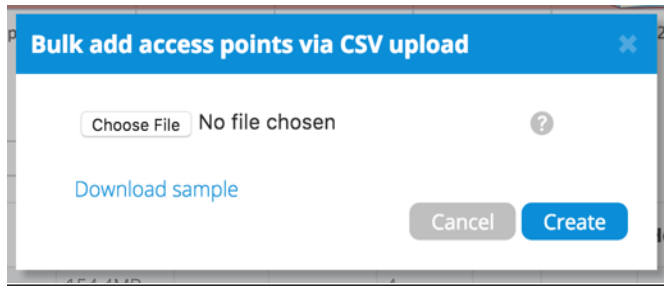 Bulk add access points via CSV upload
Choose File No file chosen
?
Download sample
Cancel Create